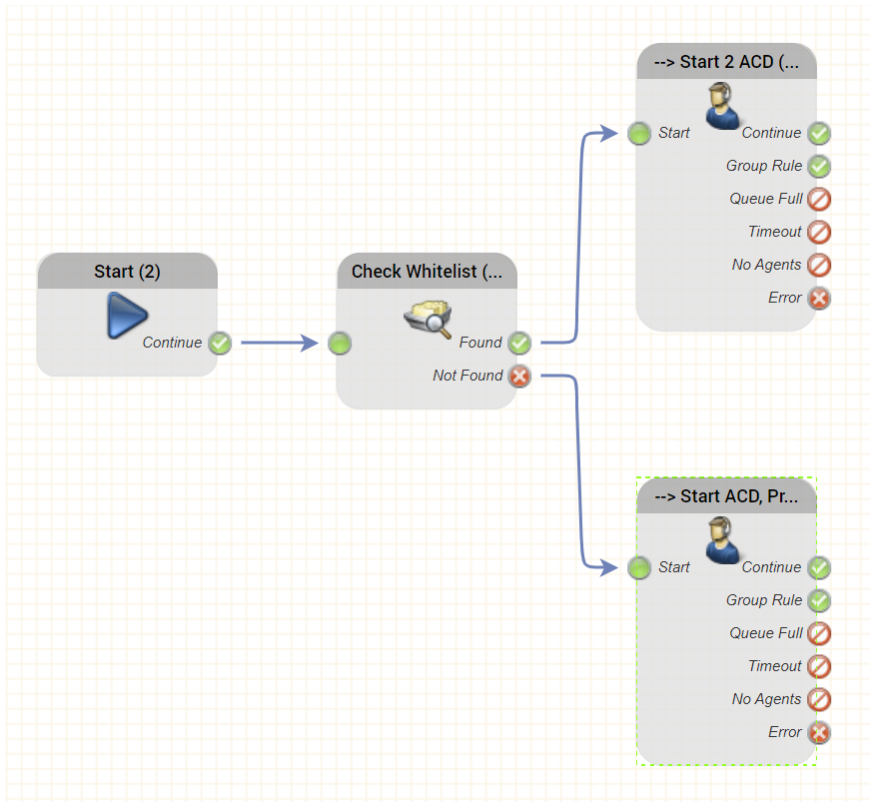 Start (2)
Continue
Check Whitelist (...
Found
Not Found
--> Start 2 ACD (...
Start
Continue
Group Rule
Queue Full
Timeout
No Agents
Error
--> Start ACD, Pr...
Start
Continue
Group Rule
Queue Full
Timeout
No Agents
Error